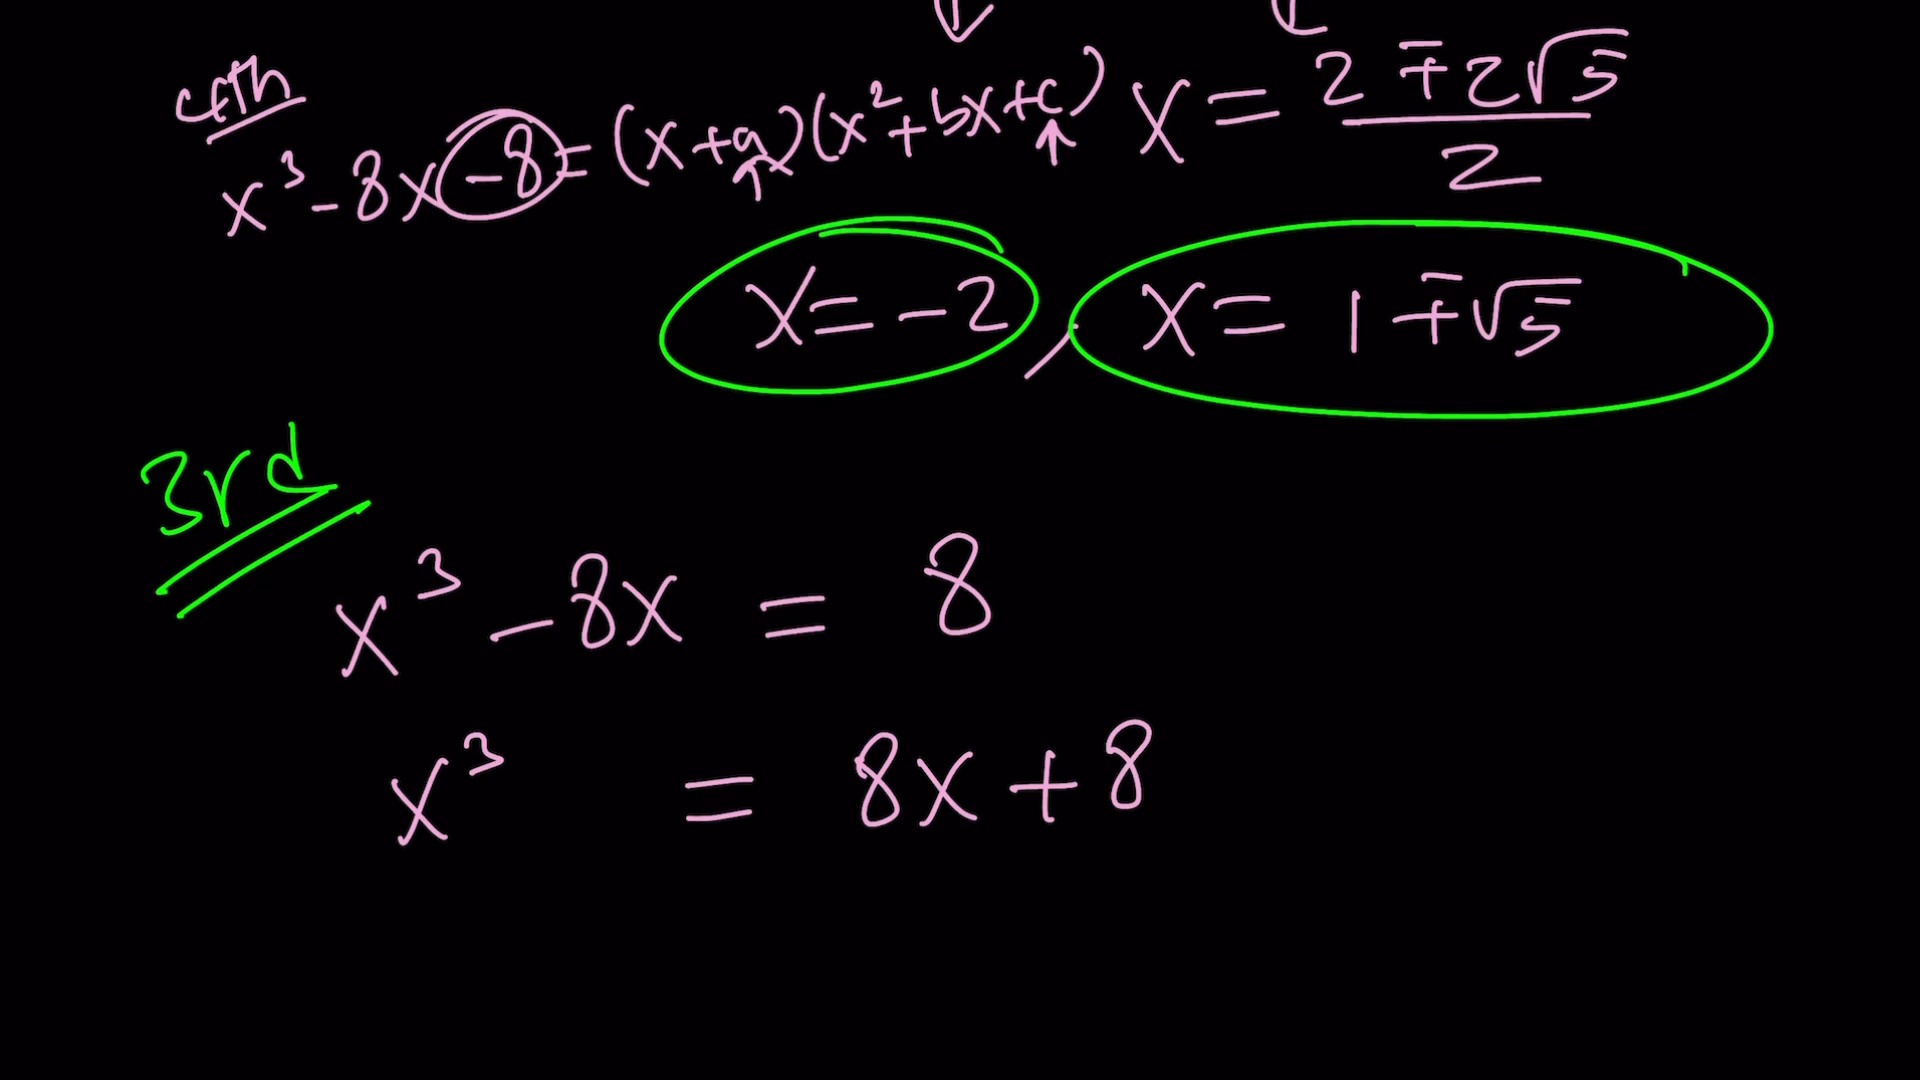 4th
x³-8x-8=(x+a)(x²+bx+c)
x = (2∓2√5)/2
x=-2, x=1∓√5
3rd
x³-8x = 8
x³ = 8x+8